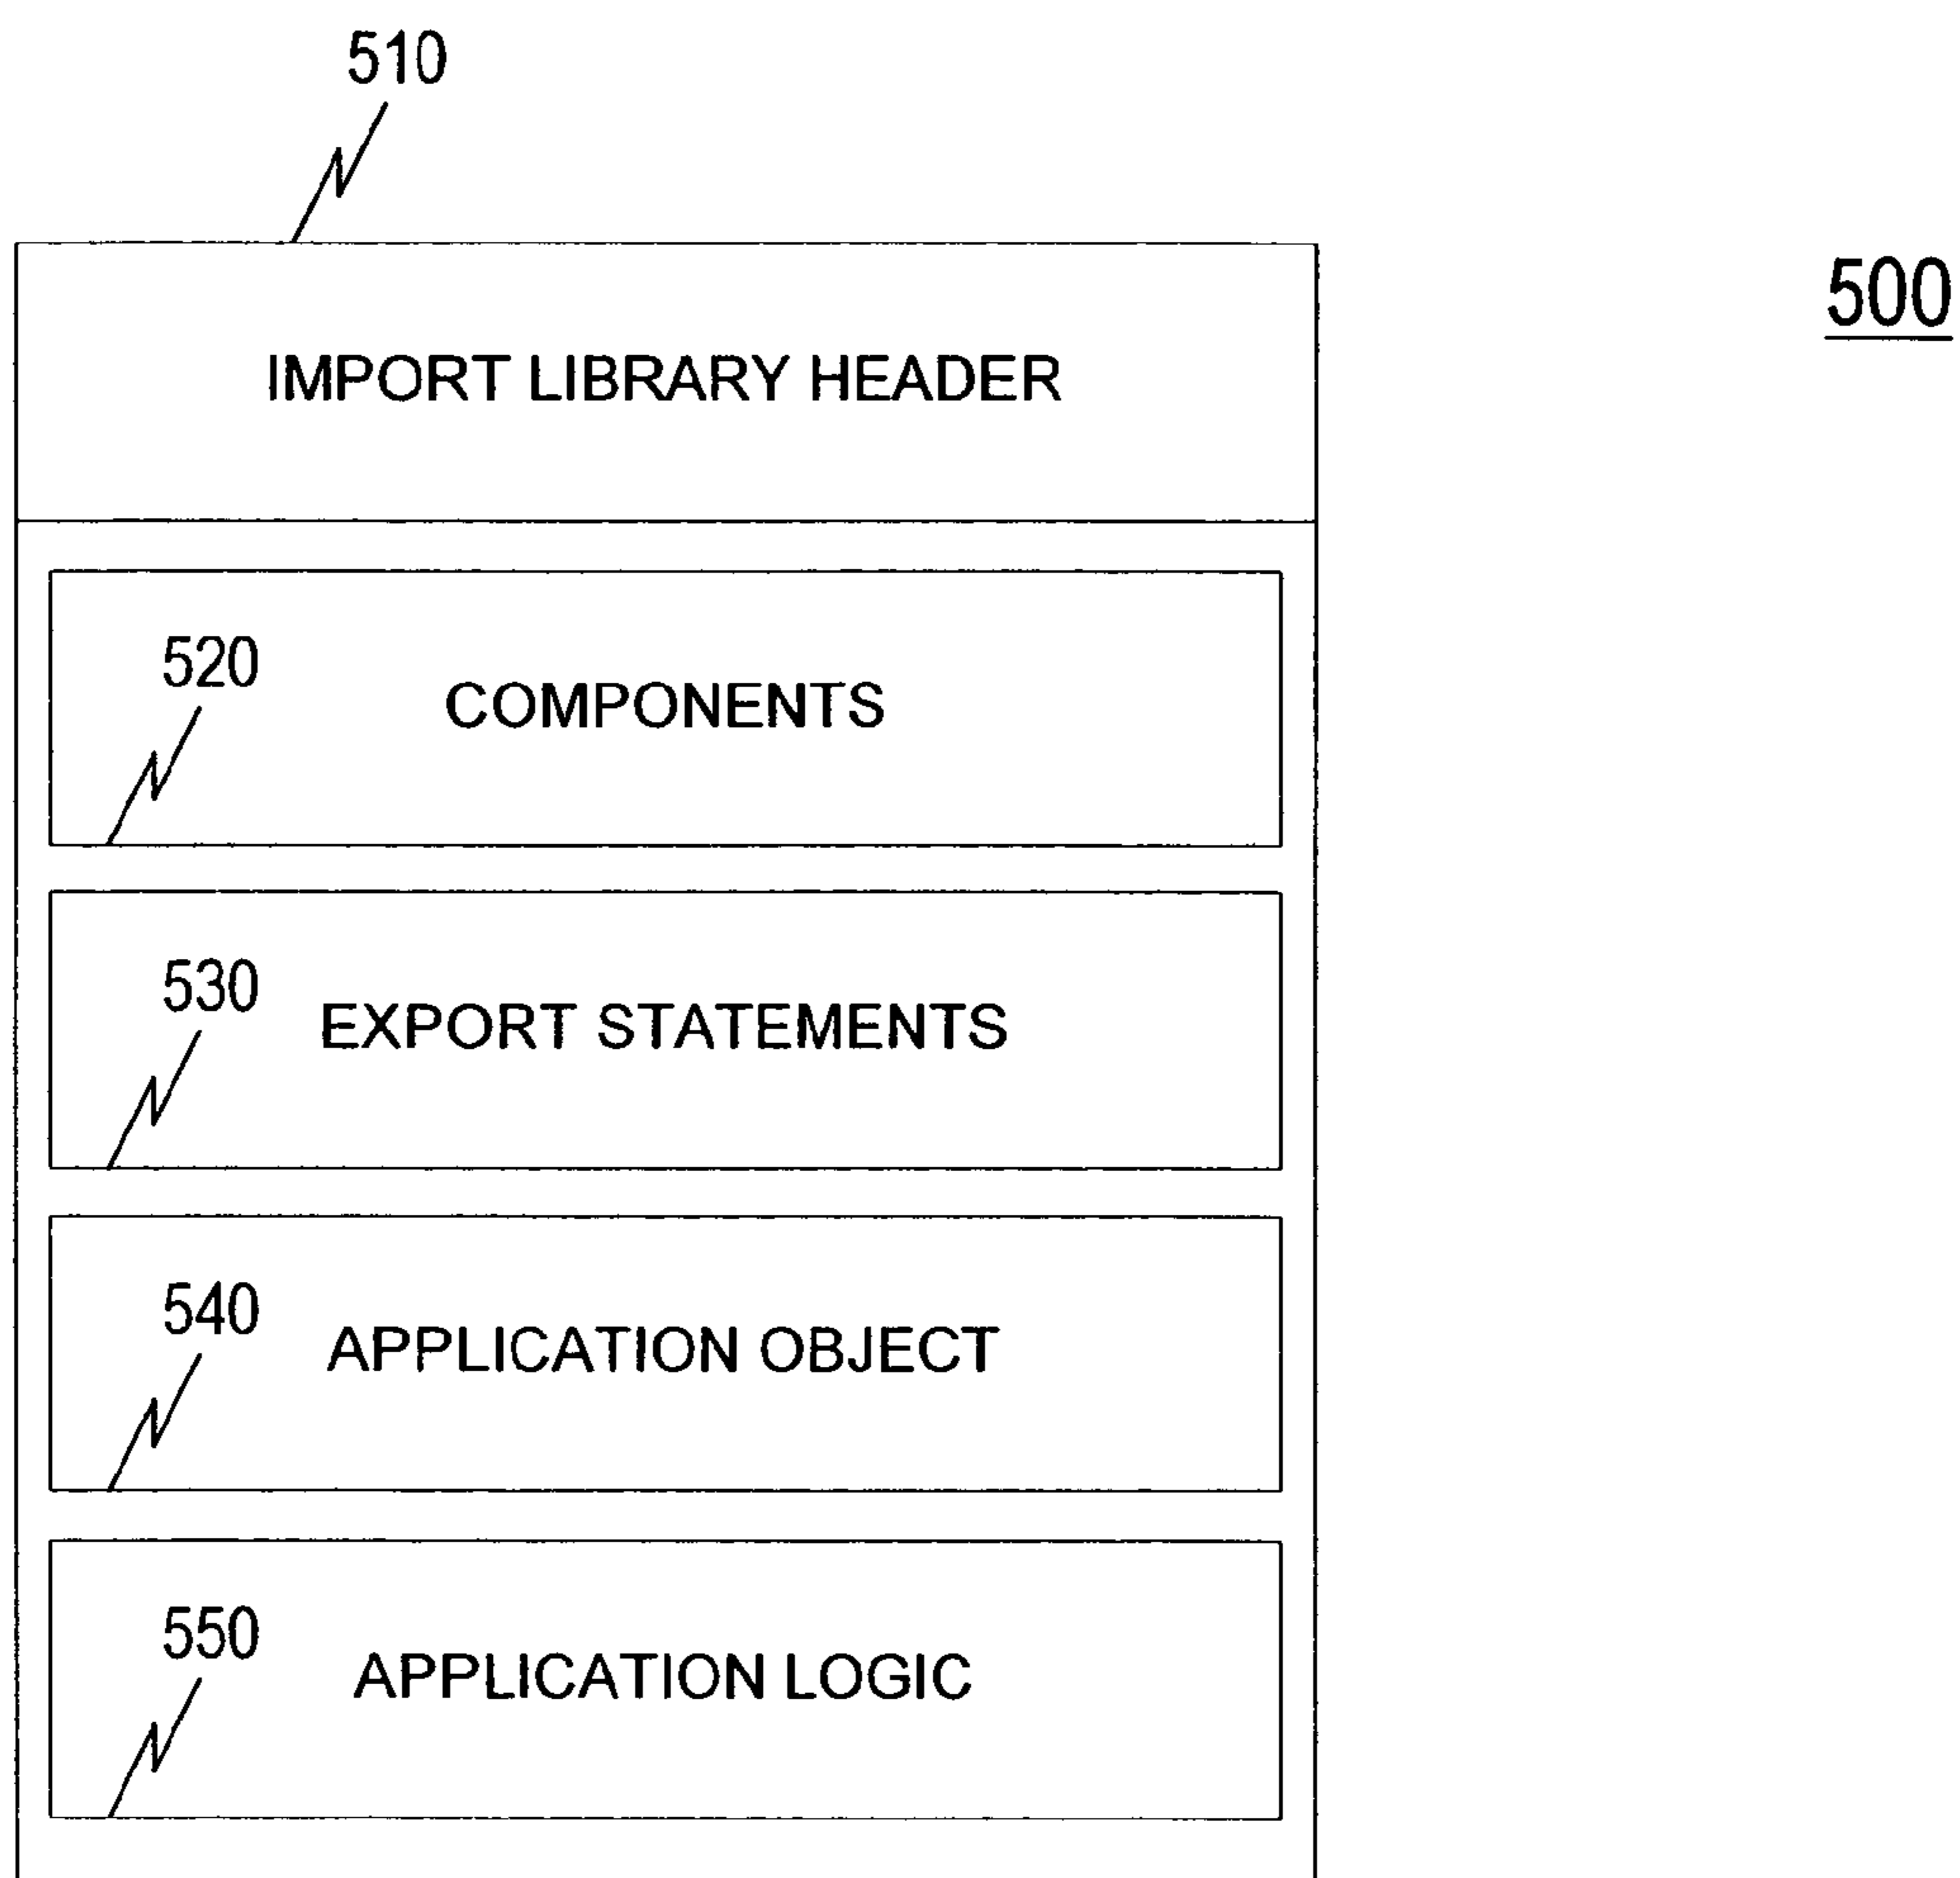 510
500
IMPORT LIBRARY HEADER
520
COMPONENTS
530
EXPORT STATEMENTS
540
APPLICATION OBJECT
550
APPLICATION LOGIC